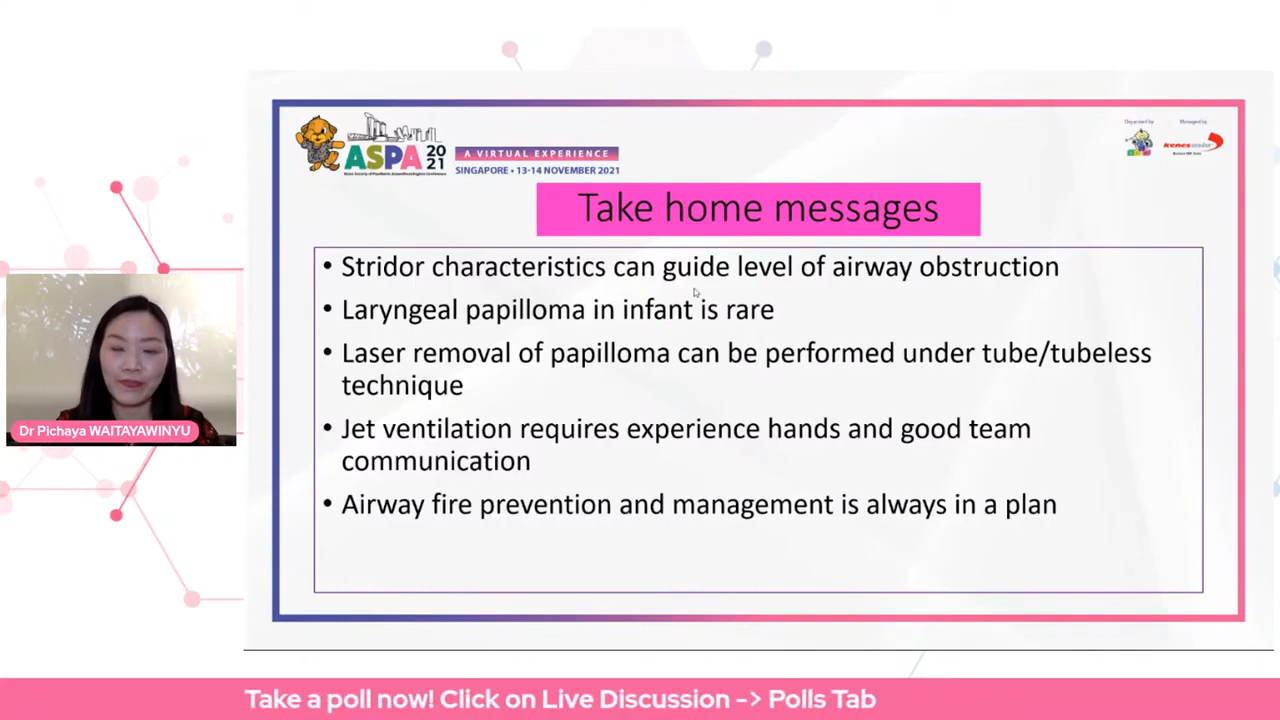 ASPA 2021
A VIRTUAL EXPERIENCE
SINGAPORE • 13-14 NOVEMBER 2021
Organised by
Managed by
kenes
Take home messages
• Stridor characteristics can guide level of airway obstruction
• Laryngeal papilloma in infant is rare
• Laser removal of papilloma can be performed under tube/tubeless
technique
• Jet ventilation requires experience hands and good team
communication
• Airway fire prevention and management is always in a plan
Dr Pichaya WAITAYAWINYU
Take a poll now! Click on Live Discussion -> Polls Tab